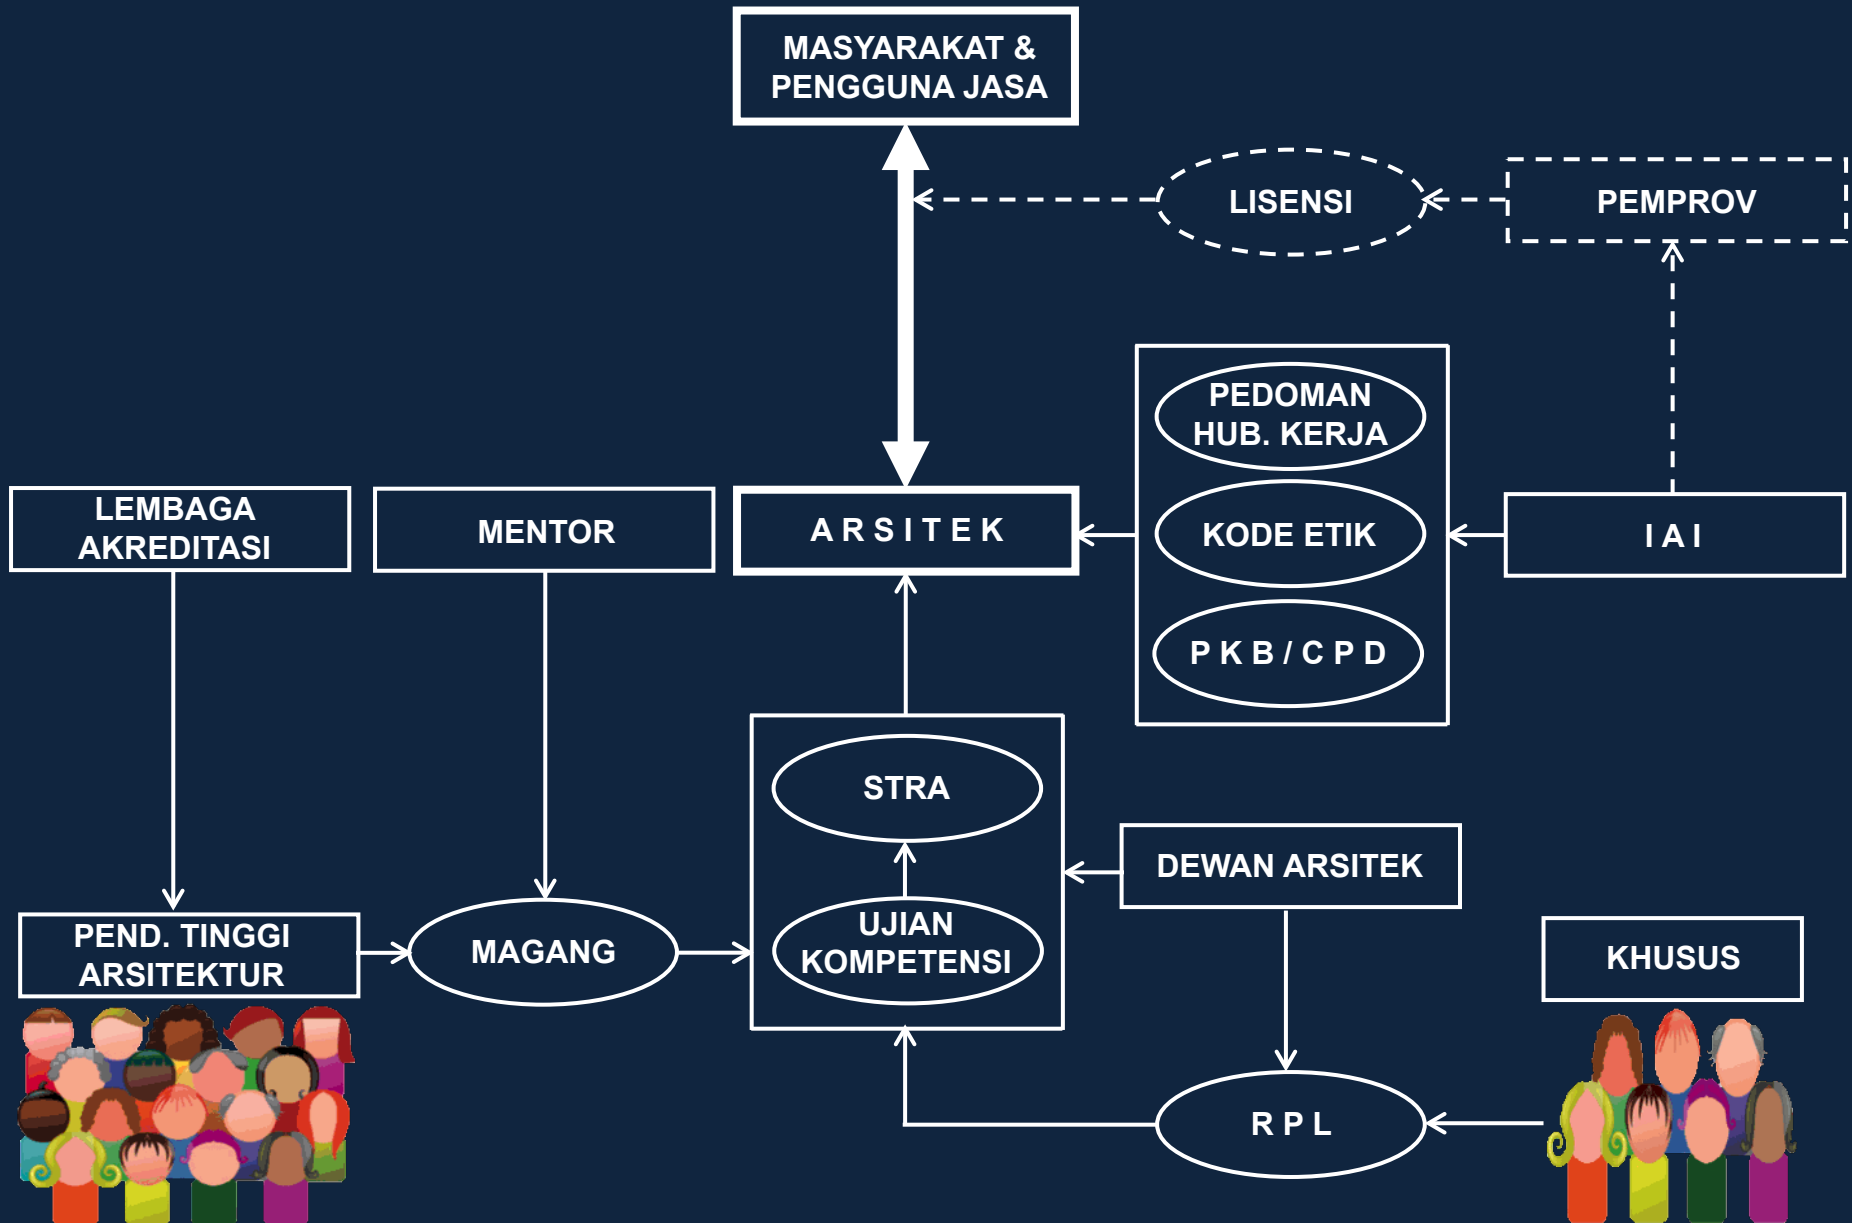 MASYARAKAT &
PENGGUNA JASA
LISENSI
PEMPROV
PEDOMAN
HUB. KERJA
LEMBAGA
AKREDITASI
MENTOR
A R S I T E K
KODE ETIK
I A I
P K B / C P D
STRA
DEWAN ARSITEK
PEND. TINGGI
ARSITEKTUR
MAGANG
UJIAN
KOMPETENSI
KHUSUS
R P L